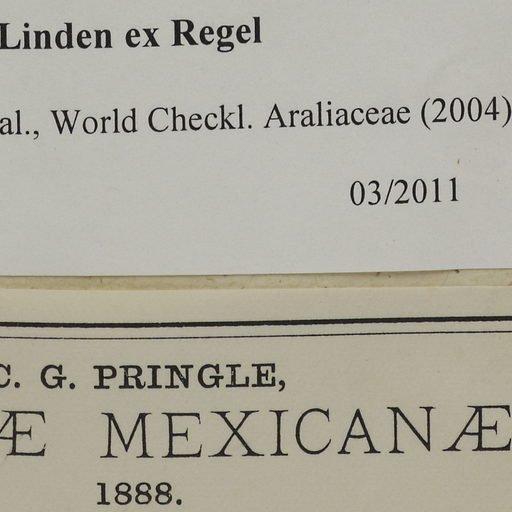 Linden ex Regel
al., World Checkl. Araliaceae (2004)
03/2011
C. G. PRINGLE,
Æ MEXICANÆ
1888.